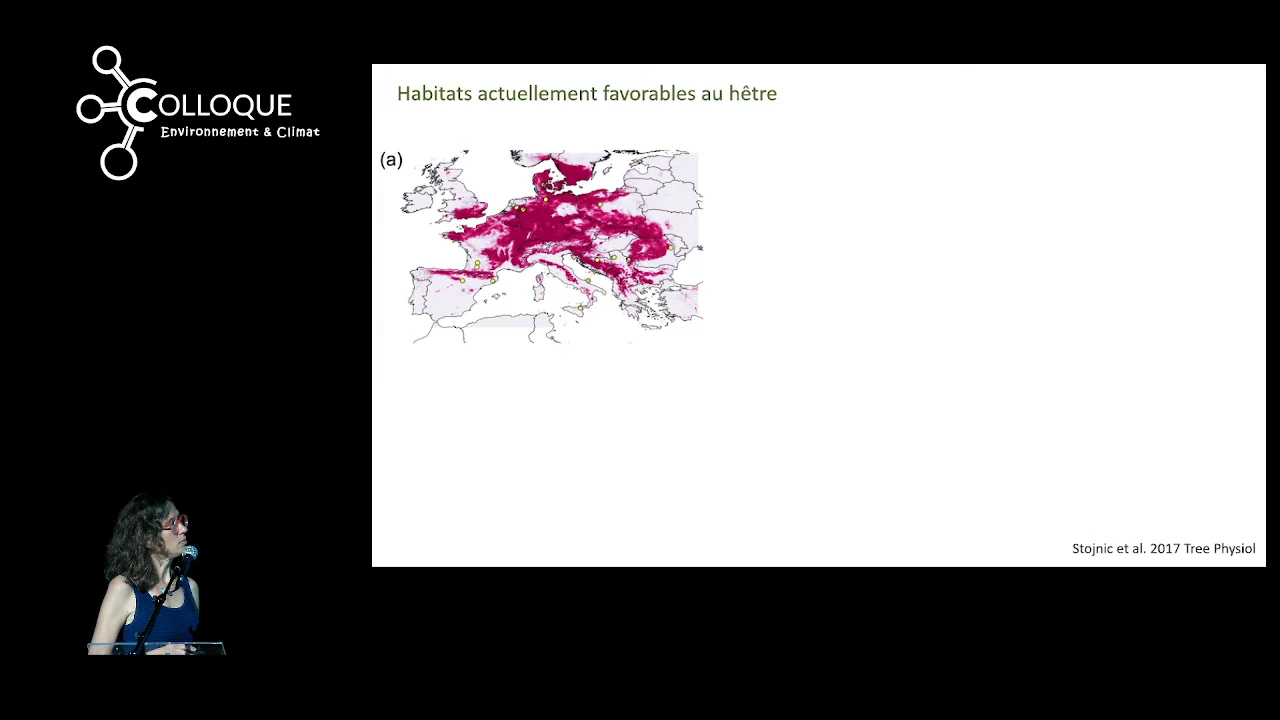 COLLOQUE
Environnement & Climat
Habitats actuellement favorables au hêtre
(a)
Stojnic et al. 2017 Tree Physiol